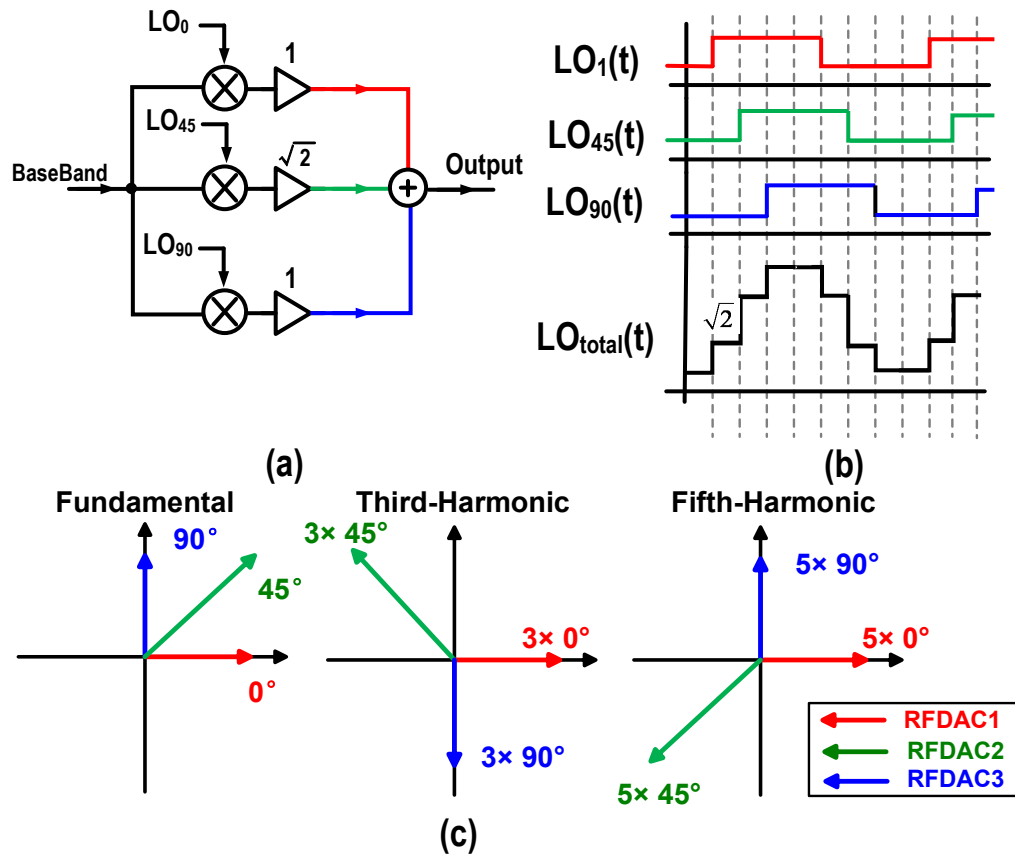 LO0
1
LO45
√2
BaseBand
Output
LO90
1
(a)
LO1(t)
LO45(t)
LO90(t)
√2
LOtotal(t)
(b)
Fundamental
90°
45°
0°
Third-Harmonic
3× 45°
3× 0°
3× 90°
Fifth-Harmonic
5× 90°
5× 0°
5× 45°
RFDAC1
RFDAC2
RFDAC3
(c)